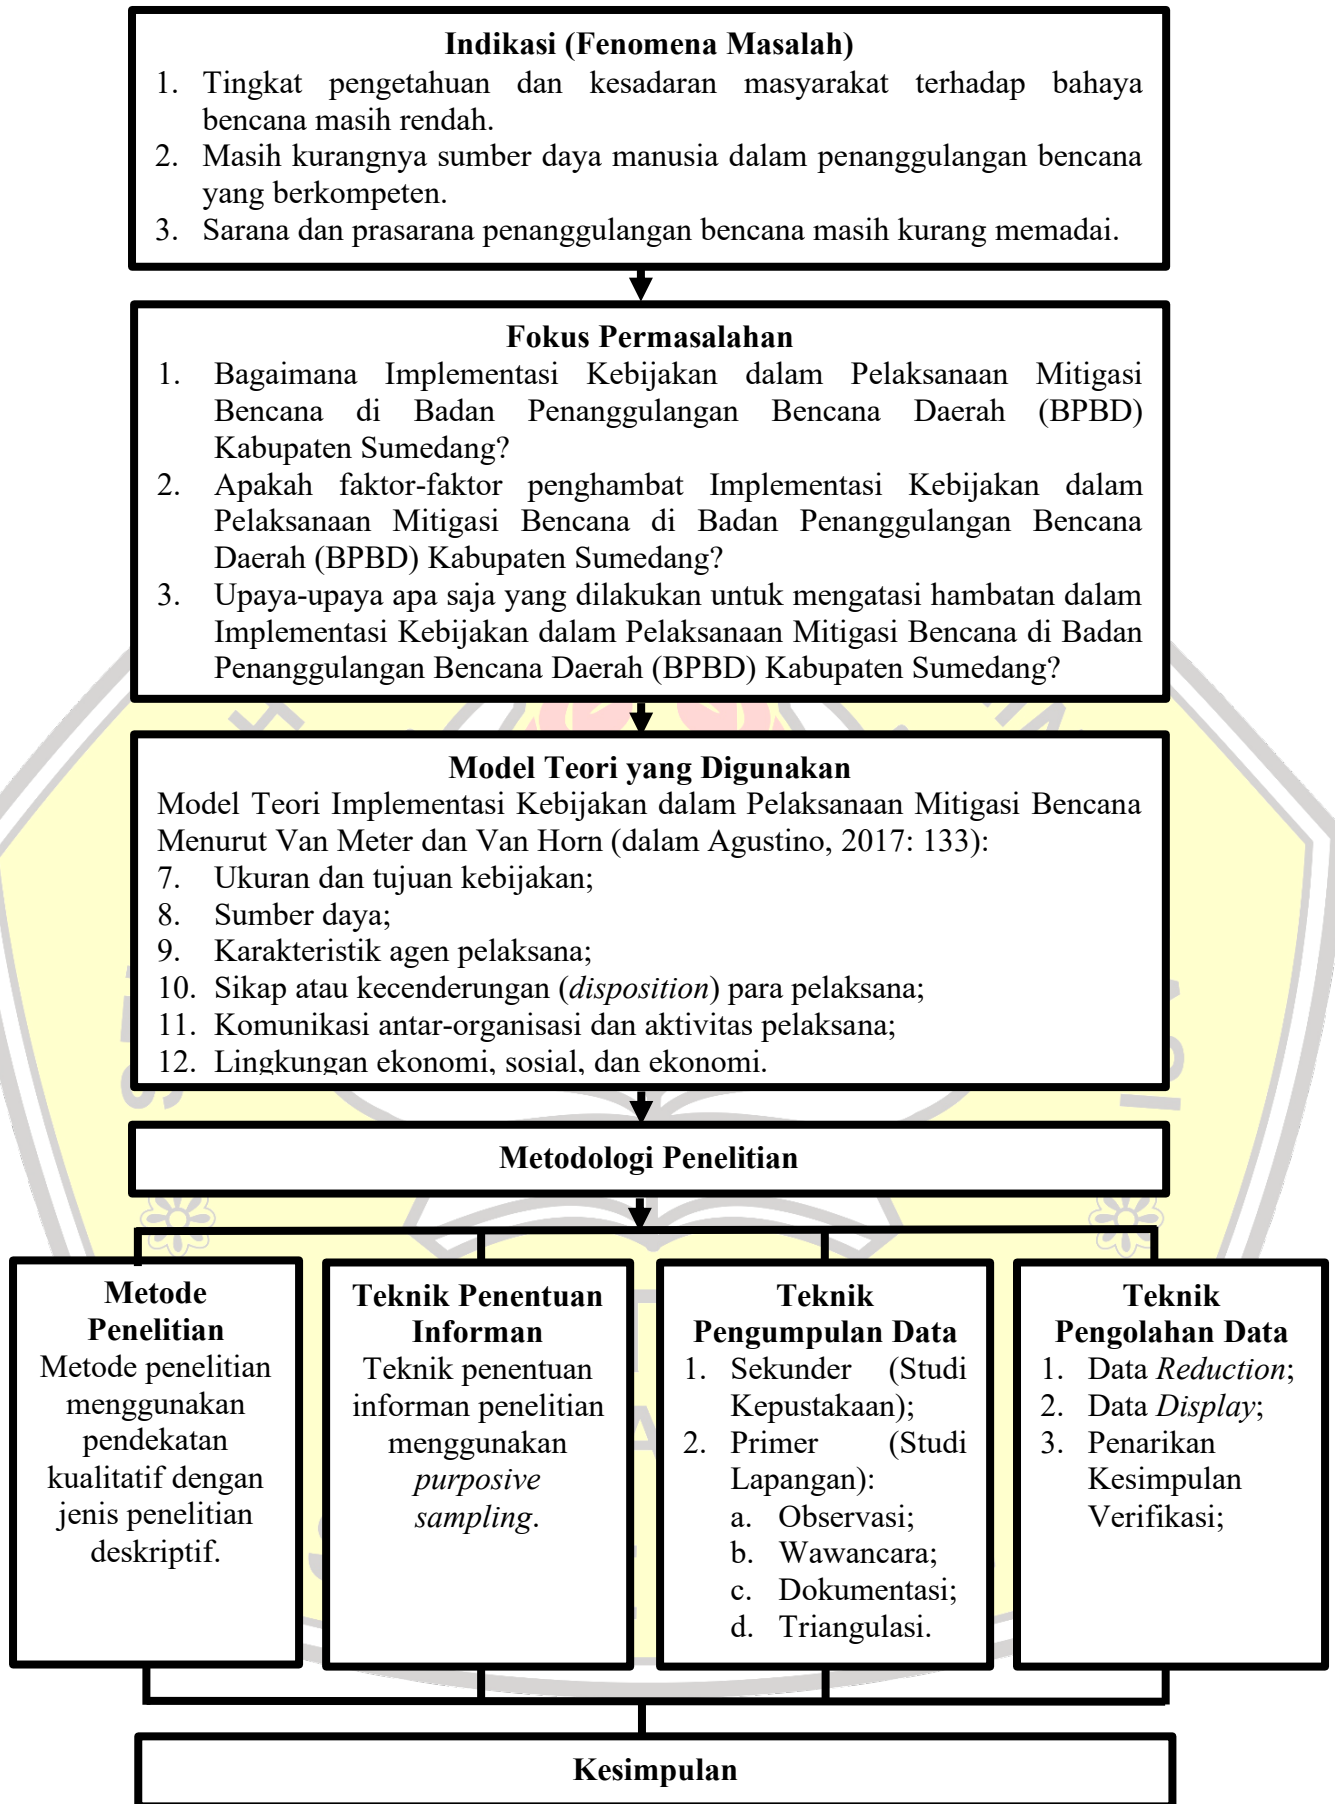 Indikasi (Fenomena Masalah)
1. Tingkat pengetahuan dan kesadaran masyarakat terhadap bahaya
bencana masih rendah.
2. Masih kurangnya sumber daya manusia dalam penanggulangan bencana
yang berkompeten.
3. Sarana dan prasarana penanggulangan bencana masih kurang memadai.
Fokus Permasalahan
1. Bagaimana Implementasi Kebijakan dalam Pelaksanaan Mitigasi
Bencana di Badan Penanggulangan Bencana Daerah (BPBD)
Kabupaten Sumedang?
2. Apakah faktor-faktor penghambat Implementasi Kebijakan dalam
Pelaksanaan Mitigasi Bencana di Badan Penanggulangan Bencana
Daerah (BPBD) Kabupaten Sumedang?
3. Upaya-upaya apa saja yang dilakukan untuk mengatasi hambatan dalam
Implementasi Kebijakan dalam Pelaksanaan Mitigasi Bencana di Badan
Penanggulangan Bencana Daerah (BPBD) Kabupaten Sumedang?
Model Teori yang Digunakan
Model Teori Implementasi Kebijakan dalam Pelaksanaan Mitigasi Bencana
Menurut Van Meter dan Van Horn (dalam Agustino, 2017: 133):
7. Ukuran dan tujuan kebijakan;
8. Sumber daya;
9. Karakteristik agen pelaksana;
10. Sikap atau kecenderungan (disposition) para pelaksana;
11. Komunikasi antar-organisasi dan aktivitas pelaksana;
12. Lingkungan ekonomi, sosial, dan ekonomi.
Metodologi Penelitian
Metode
Penelitian
Metode penelitian
menggunakan
pendekatan
kualitatif dengan
jenis penelitian
deskriptif.
Teknik Penentuan
Informan
Teknik penentuan
informan penelitian
menggunakan
purposive
sampling.
Teknik
Pengumpulan Data
1. Sekunder (Studi
Kepustakaan);
2. Primer (Studi
Lapangan):
a. Observasi;
b. Wawancara;
c. Dokumentasi;
d. Triangulasi.
Teknik
Pengolahan Data
1. Data Reduction;
2. Data Display;
3. Penarikan
Kesimpulan
Verifikasi;
Kesimpulan